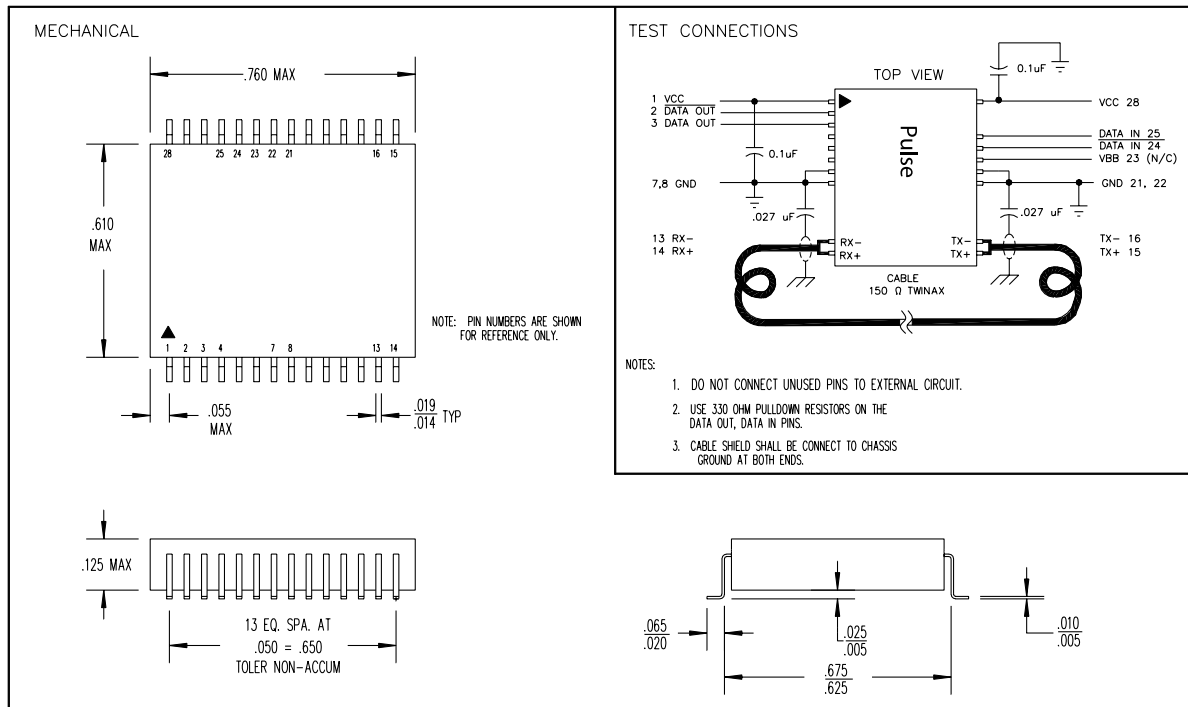 MECHANICAL
.760 MAX
28 25 24 23 22 21 16 15
.610
MAX
1 2 3 4 7 8 13 14
NOTE: PIN NUMBERS ARE SHOWN
FOR REFERENCE ONLY.
.055
MAX
.019
.014 TYP
.125 MAX
13 EQ. SPA. AT
.050 = .650
TOLER NON-ACCUM
TEST CONNECTIONS
TOP VIEW
0.1uF
1 VCC
2 DATA OUT
3 DATA OUT
0.1uF
7,8 GND
.027 uF
13 RX-
14 RX+
Pulse
RX-
RX+
TX-
TX+
VCC 28
DATA IN 25
DATA IN 24
VBB 23 (N/C)
GND 21, 22
.027 uF
TX- 16
TX+ 15
CABLE
150 Ω TWINAX
NOTES:
1. DO NOT CONNECT UNUSED PINS TO EXTERNAL CIRCUIT.
2. USE 330 OHM PULLDOWN RESISTORS ON THE
DATA OUT, DATA IN PINS.
3. CABLE SHIELD SHALL BE CONNECT TO CHASSIS
GROUND AT BOTH ENDS.
.065
.020
.025
.005
.675
.625
.010
.005